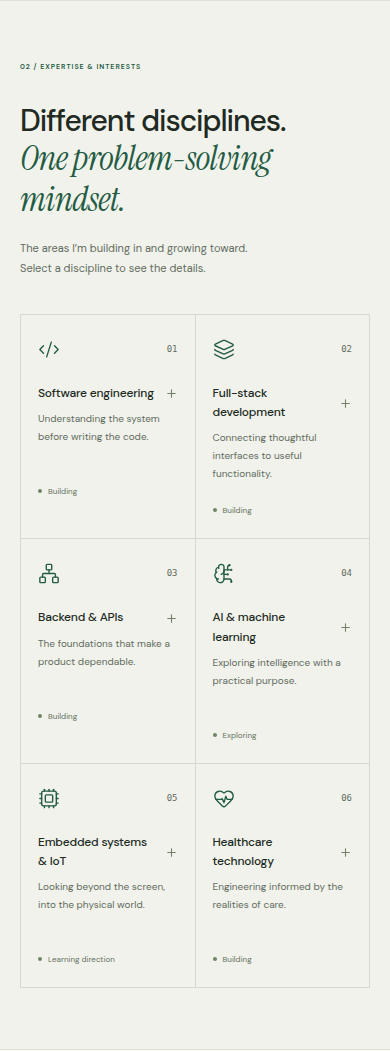 02 / EXPERTISE & INTERESTS
Different disciplines.
One problem-solving
mindset.
The areas I'm building in and growing toward.
Select a discipline to see the details.
01
Software engineering +
Understanding the system
before writing the code.
Building
02
Full-stack
development +
Connecting thoughtful
interfaces to useful
functionality.
Building
03
Backend & APIs +
The foundations that make a
product dependable.
Building
04
AI & machine
learning +
Exploring intelligence with a
practical purpose.
Exploring
05
Embedded systems
& IoT +
Looking beyond the screen,
into the physical world.
Learning direction
06
Healthcare
technology +
Engineering informed by the
realities of care.
Building